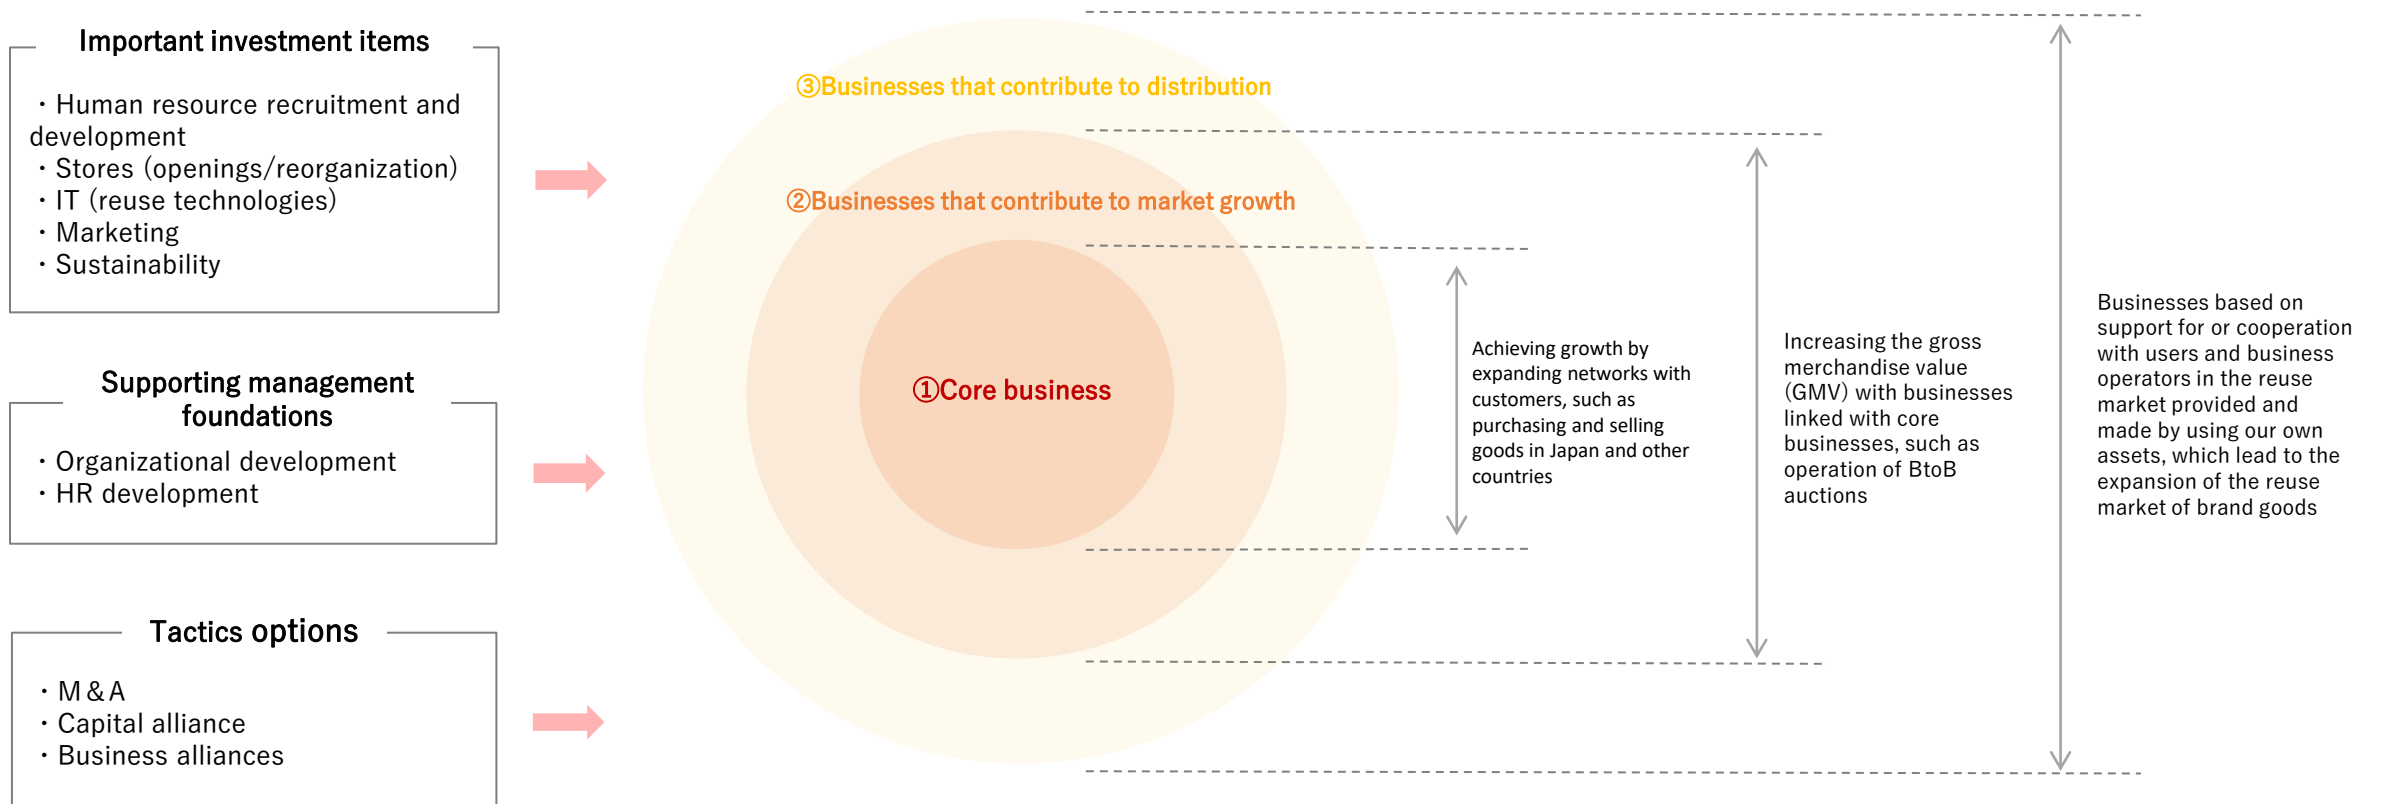 Important investment items
・Human resource recruitment and
development
・Stores (openings/reorganization)
・IT (reuse technologies)
・Marketing
・Sustainability
Supporting management
foundations
・Organizational development
・HR development
Tactics options
・M&A
・Capital alliance
・Business alliances
③Businesses that contribute to distribution
②Businesses that contribute to market growth
①Core business
Achieving growth by
expanding networks with
customers, such as
purchasing and selling
goods in Japan and other
countries
Increasing the gross
merchandise value
(GMV) with businesses
linked with core
businesses, such as
operation of BtoB
auctions
Businesses based on
support for or cooperation
with users and business
operators in the reuse
market provided and
made by using our own
assets, which lead to the
expansion of the reuse
market of brand goods